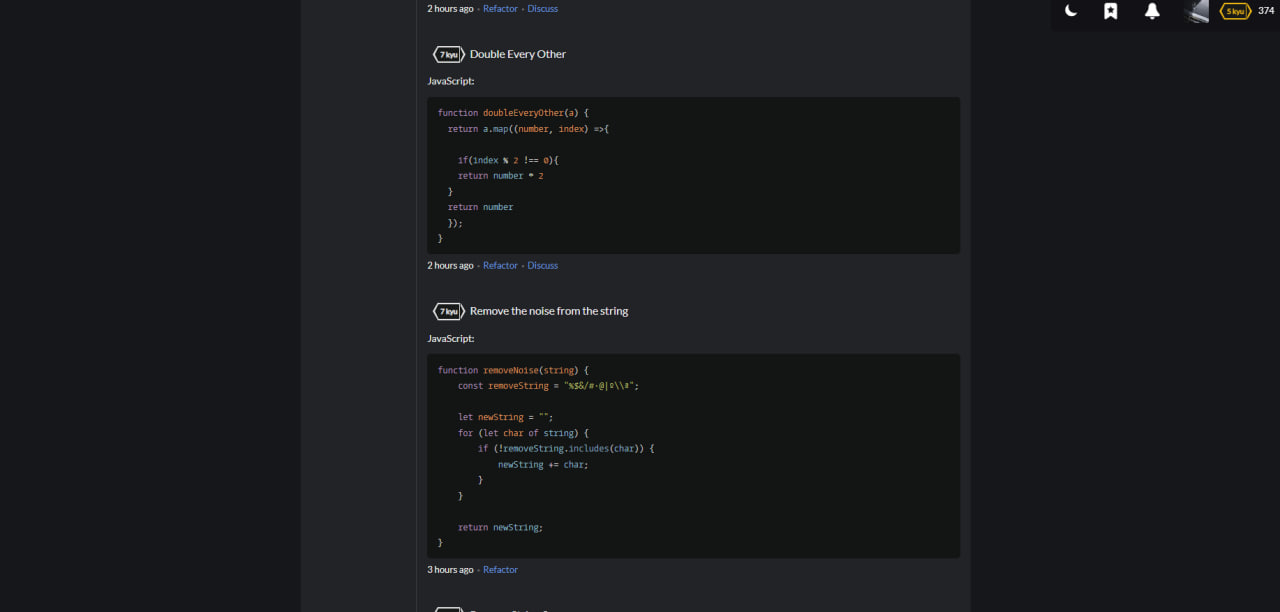 2 hours ago • Refactor • Discuss
5 kyu 374
7 kyu Double Every Other
JavaScript:
function doubleEveryOther(a) {
  return a.map((number, index) =>{
    if(index % 2 !== 0){
    return number * 2
  }
  return number
  });
}
2 hours ago • Refactor • Discuss
7 kyu Remove the noise from the string
JavaScript:
function removeNoise(string) {
    const removeString = "%$&/#·@|º\\ª";
    let newString = "";
    for (let char of string) {
        if (!removeString.includes(char)) {
            newString += char;
        }
    }
    return newString;
}
3 hours ago • Refactor